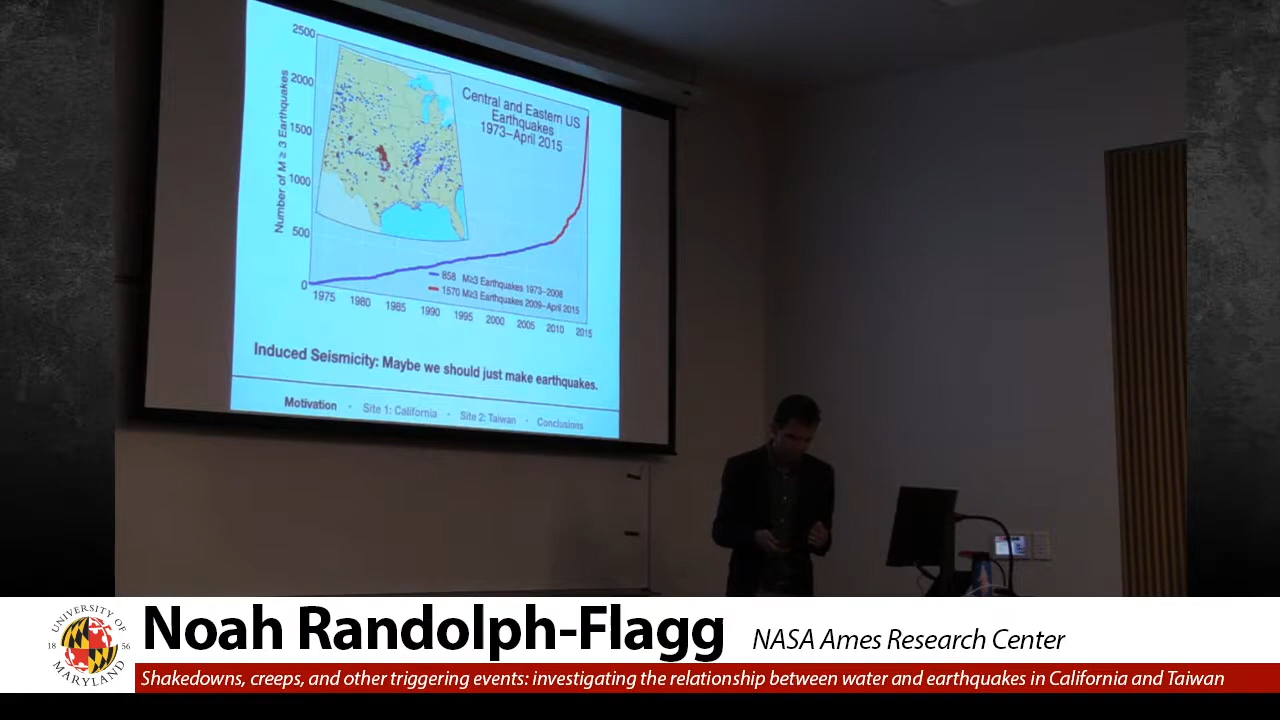 2500
2000
1500
1000
500
0
Number of M ≥ 3 Earthquakes
Central and Eastern US
Earthquakes
1973–April 2015
858 M≥3 Earthquakes 1973–2008
1570 M≥3 Earthquakes 2009–April 2015
1975 1980 1985 1990 1995 2000 2005 2010 2015
Induced Seismicity: Maybe we should just make earthquakes.
Motivation · Site 1: California · Site 2: Taiwan · Conclusions
UNIVERSITY OF
18 56
MARYLAND
Noah Randolph-Flagg NASA Ames Research Center
Shakedowns, creeps, and other triggering events: investigating the relationship between water and earthquakes in California and Taiwan